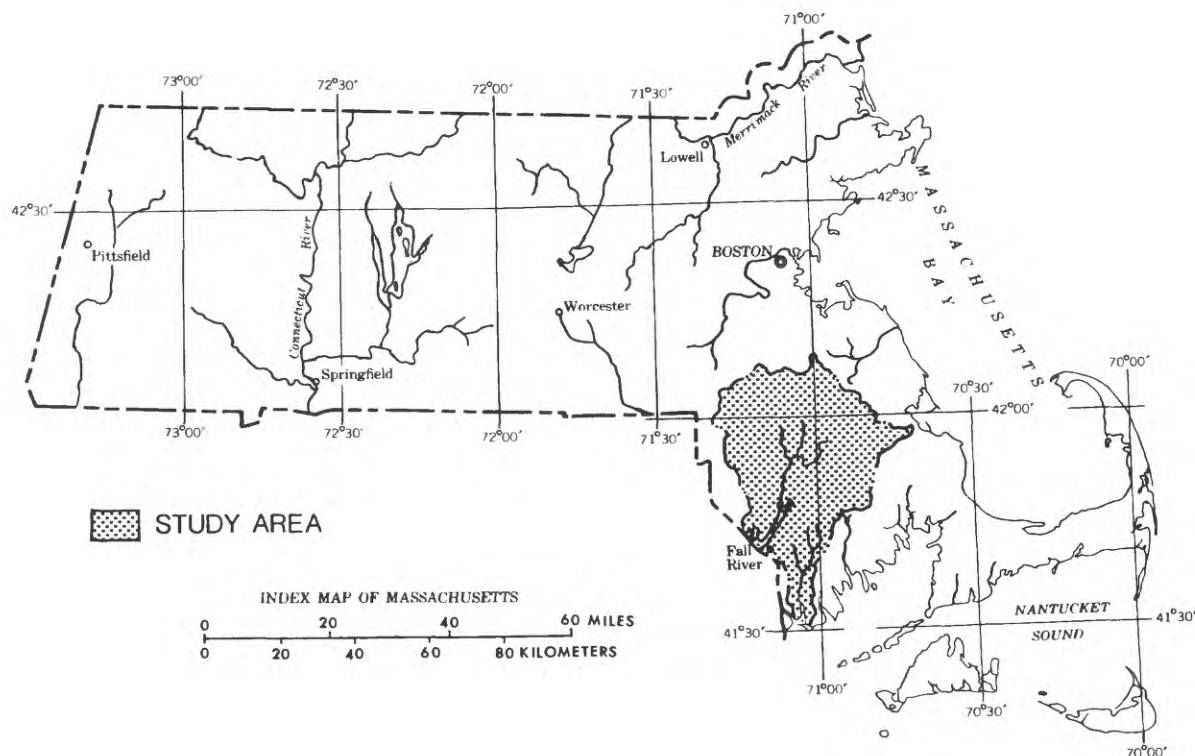 71°00'
73°00'
72°30'
72°00'
71°30'
Merrimack River
Lowell
42°30'
42°30'
MASSACHUSETTS
BAY
Pittsfield
Connecticut River
BOSTON
Worcester
Springfield
70°00'
70°30'
42°00'
73°00'
72°30'
72°00'
71°30'
STUDY AREA
Fall
River
INDEX MAP OF MASSACHUSETTS
0 20 40 60 MILES
0 20 40 60 80 KILOMETERS
NANTUCKET
SOUND
41°30'
41°30'
71°00'
70°30'
70°00'